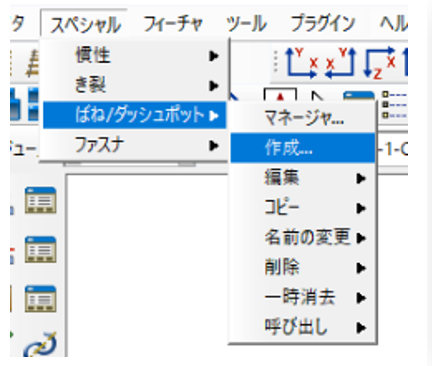 タ スペシャル フィーチャ ツール プラグイン ヘル
慣性
き裂
ばね/ダッシュポット
ファスナ
マネージャ...
作成...
編集
コピー
名前の変更
削除
一時消去
呼び出し
Y X X Y Z X
ュー
-1-C